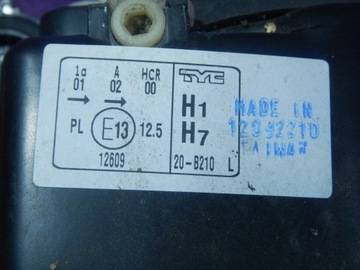 1a A HCR
01 02 00
PL E13 12.5
12609
TYC
H1
H7
20-B210 L
MADE IN
TAIWAN